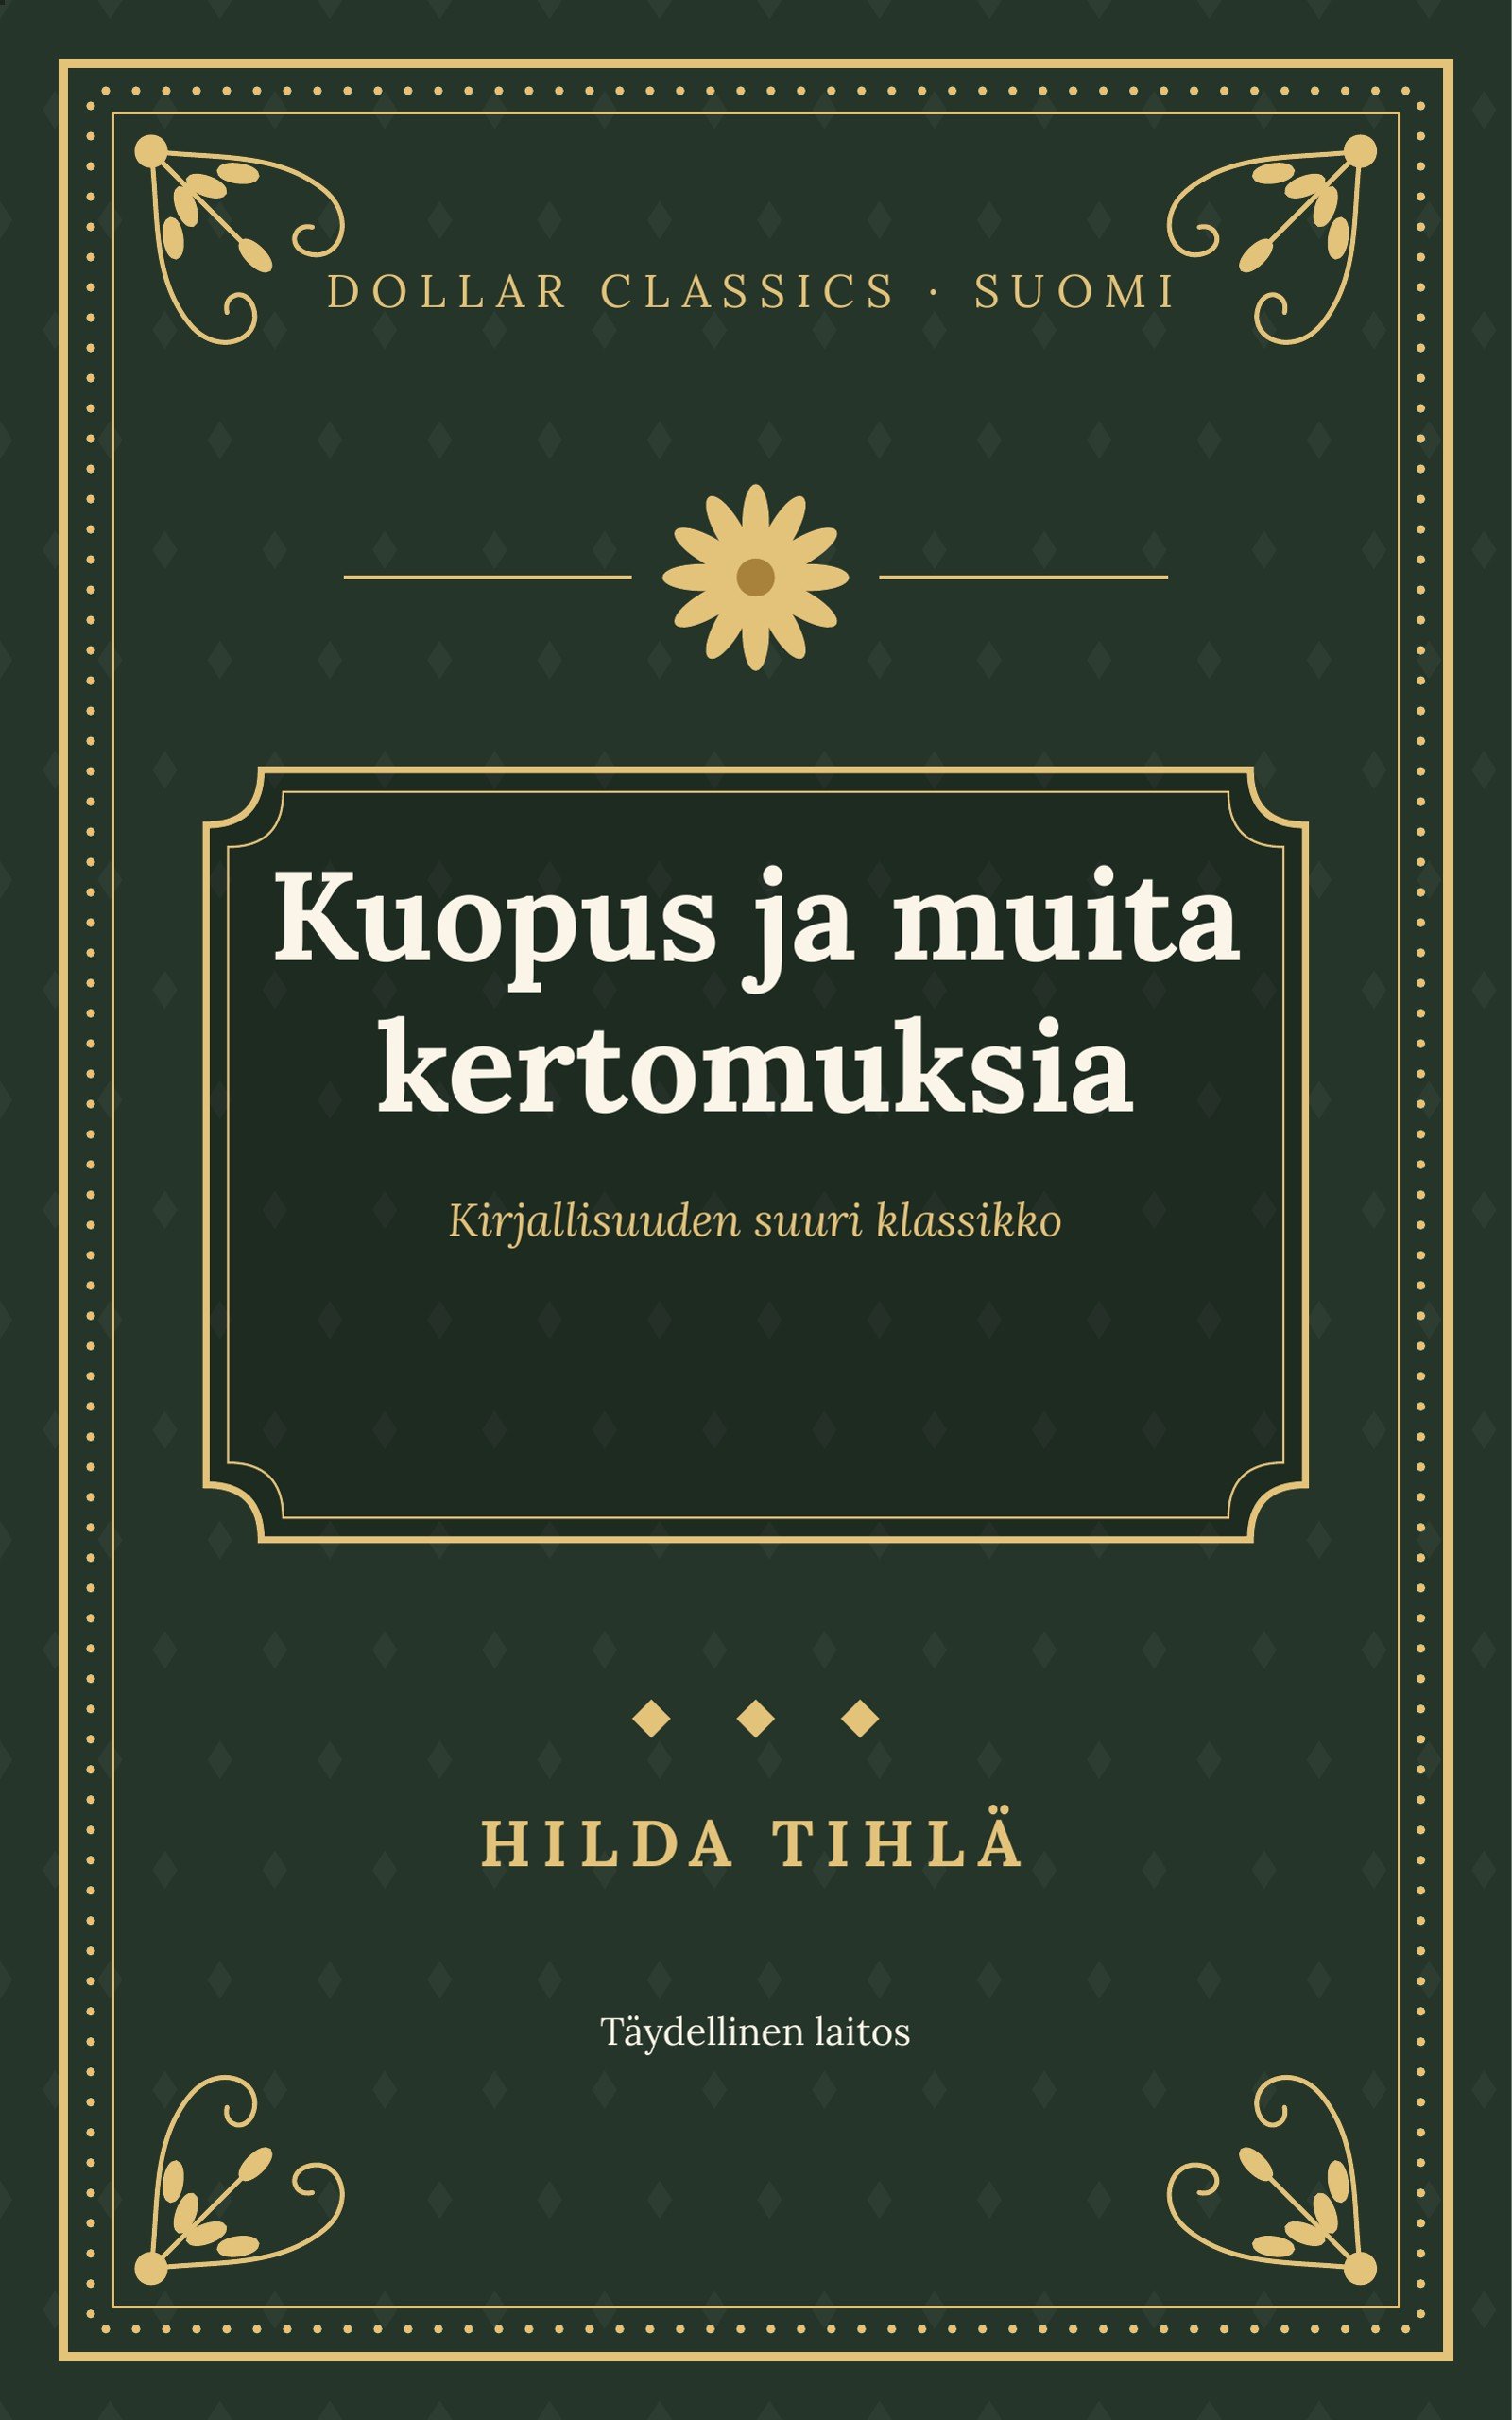 DOLLAR CLASSICS · SUOMI
Kuopus ja muita
kertomuksia
Kirjallisuuden suuri klassikko
HILDA TIHLÄ
Täydellinen laitos